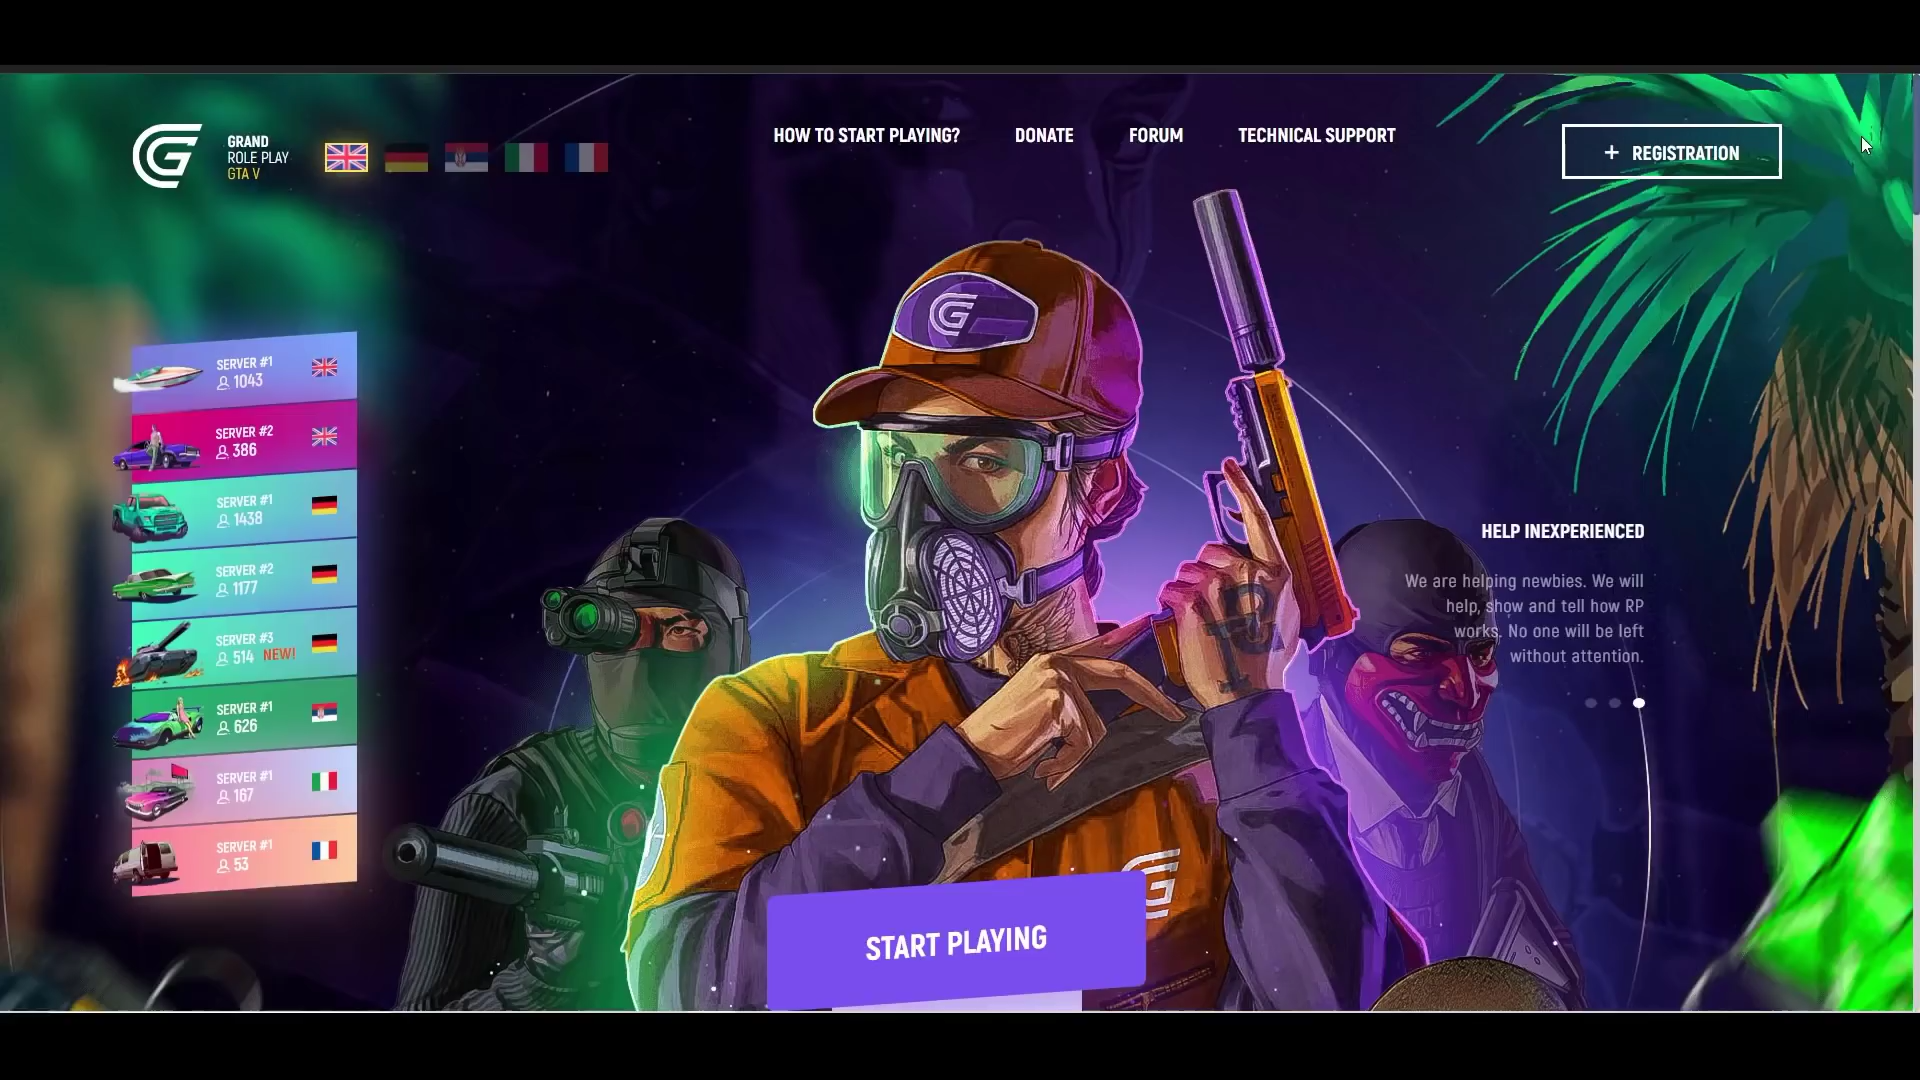 GRAND
ROLE PLAY
GTA V
HOW TO START PLAYING?
DONATE
FORUM
TECHNICAL SUPPORT
+ REGISTRATION
SERVER #1
1043
SERVER #2
386
SERVER #1
1438
SERVER #2
1177
SERVER #3
514 NEW!
SERVER #1
626
SERVER #1
167
SERVER #1
53
HELP INEXPERIENCED
We are helping newbies. We will
help, show and tell how RP
works. No one will be left
without attention.
START PLAYING